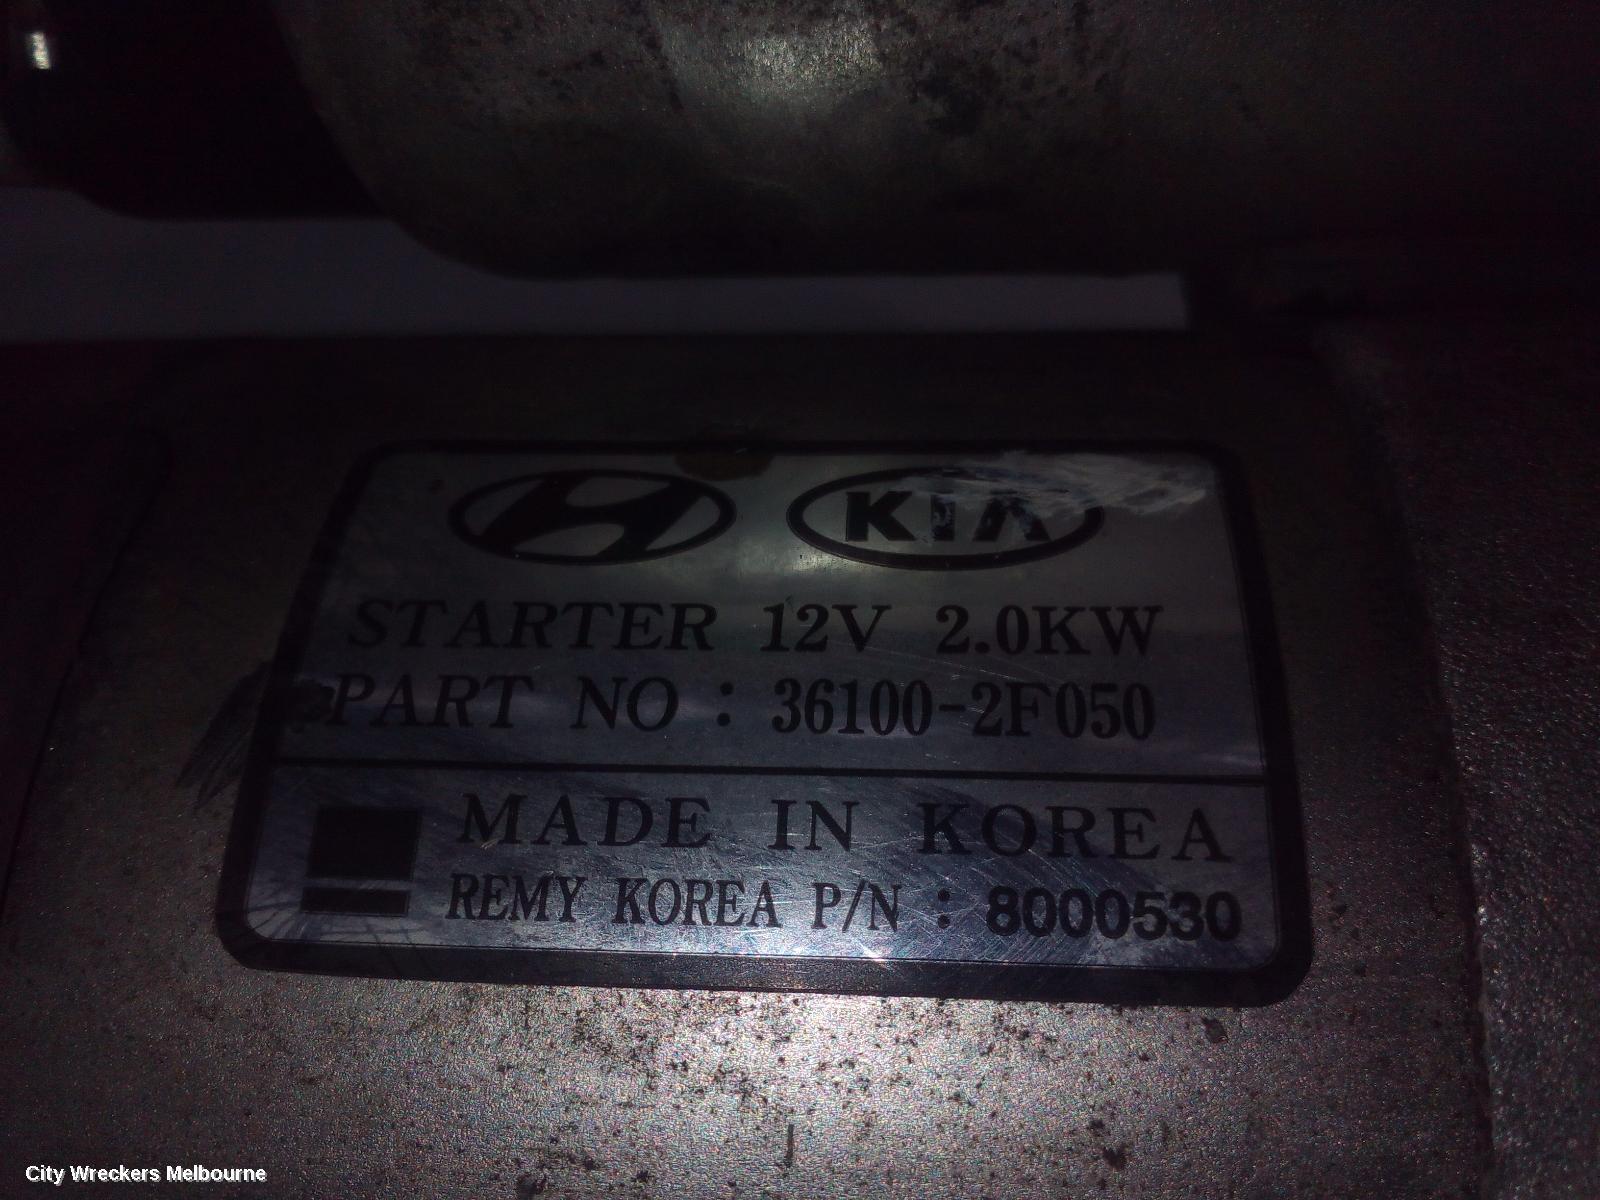 KIA
STARTER 12V 2.0KW
PART NO : 36100-2F050
MADE IN KOREA
REMY KOREA P/N : 8000530
City Wreckers Melbourne